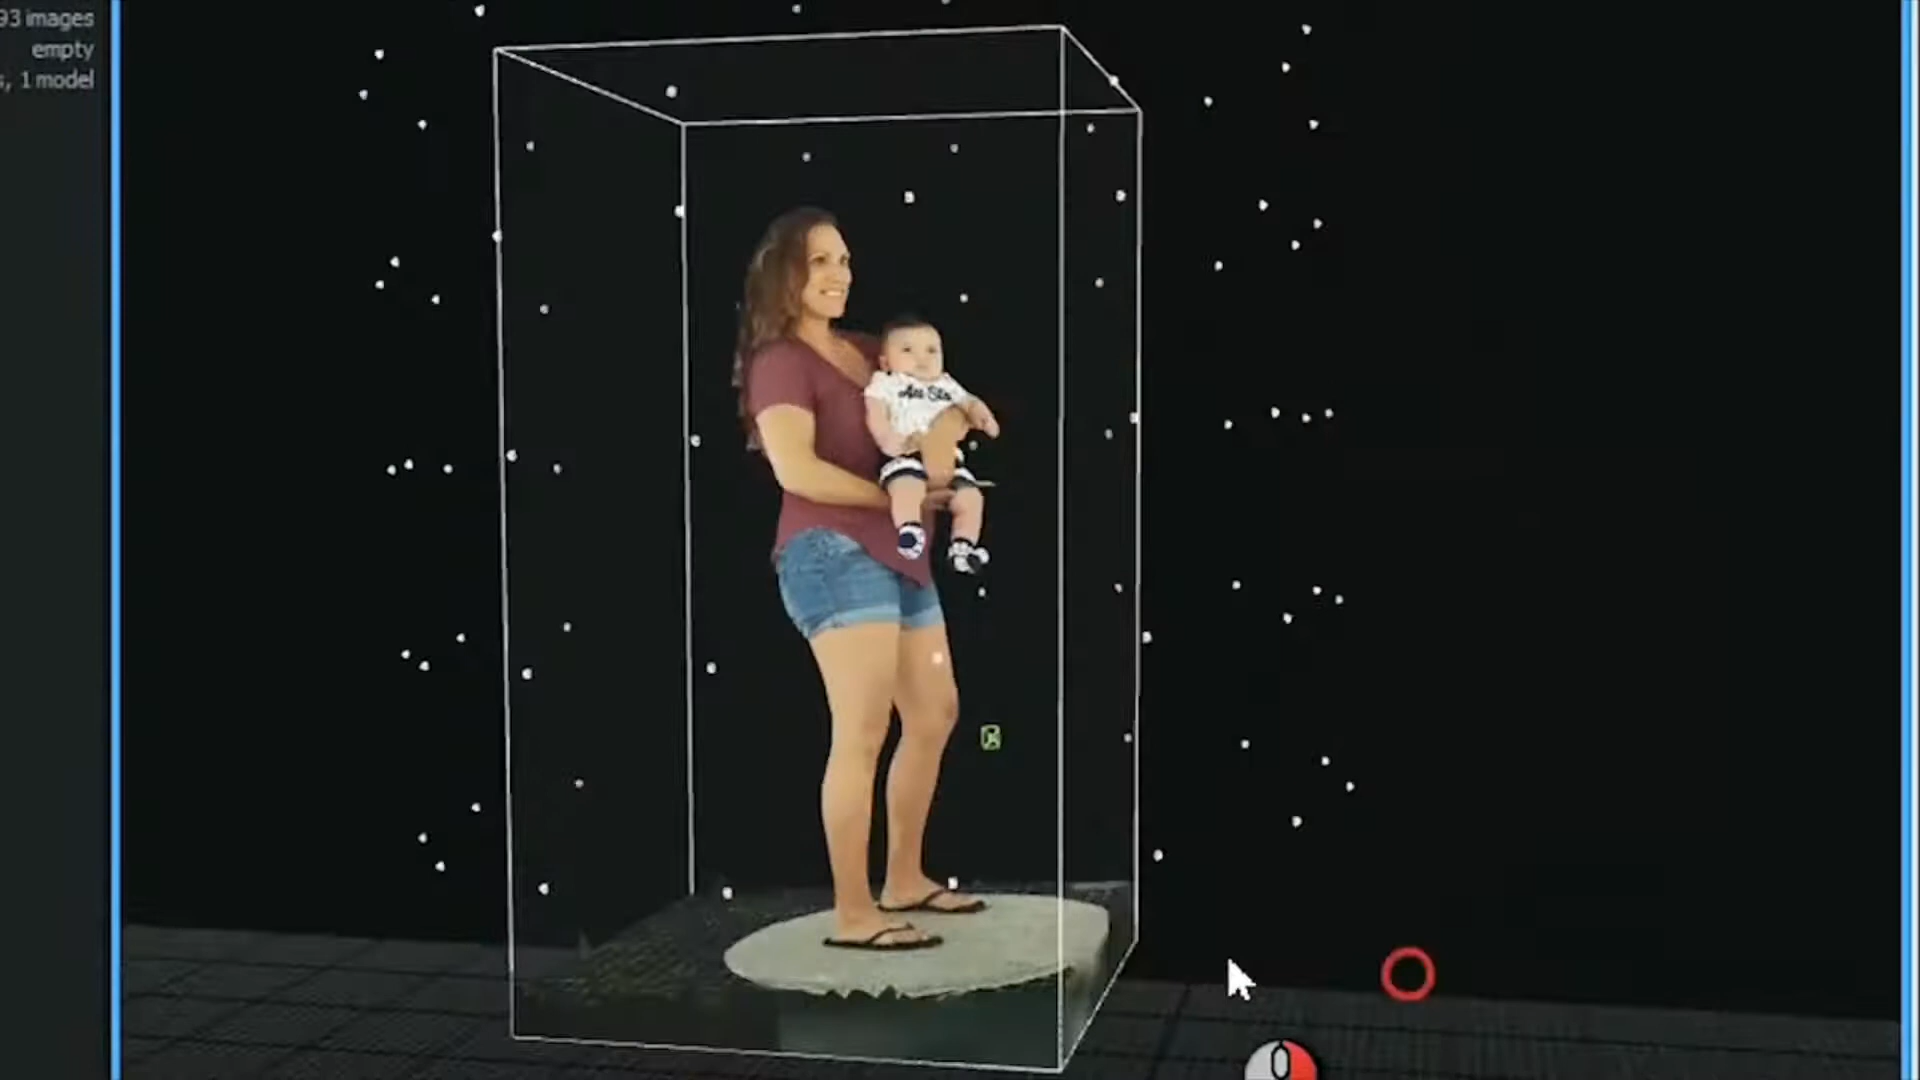 93 images
empty
, 1 model